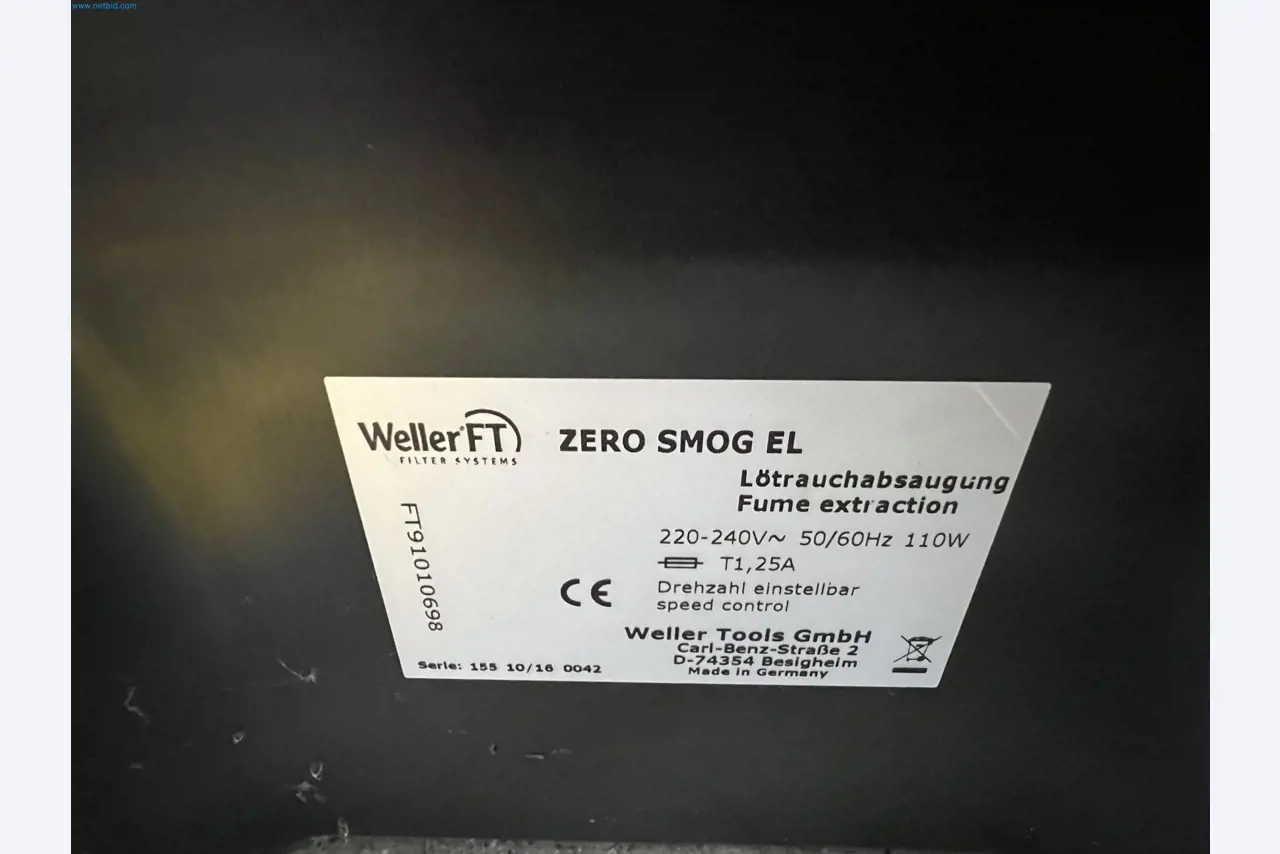 www.netbid.com
Weller FT
FILTER SYSTEMS
ZERO SMOG EL
Lötrauchabsaugung
Fume extraction
220-240V~ 50/60Hz 110W
T1,25A
Drehzahl einstellbar
speed control
FT91010698
CE
Weller Tools GmbH
Carl-Benz-Straße 2
D-74354 Besigheim
Made in Germany
Serie: 155 10/16 0042